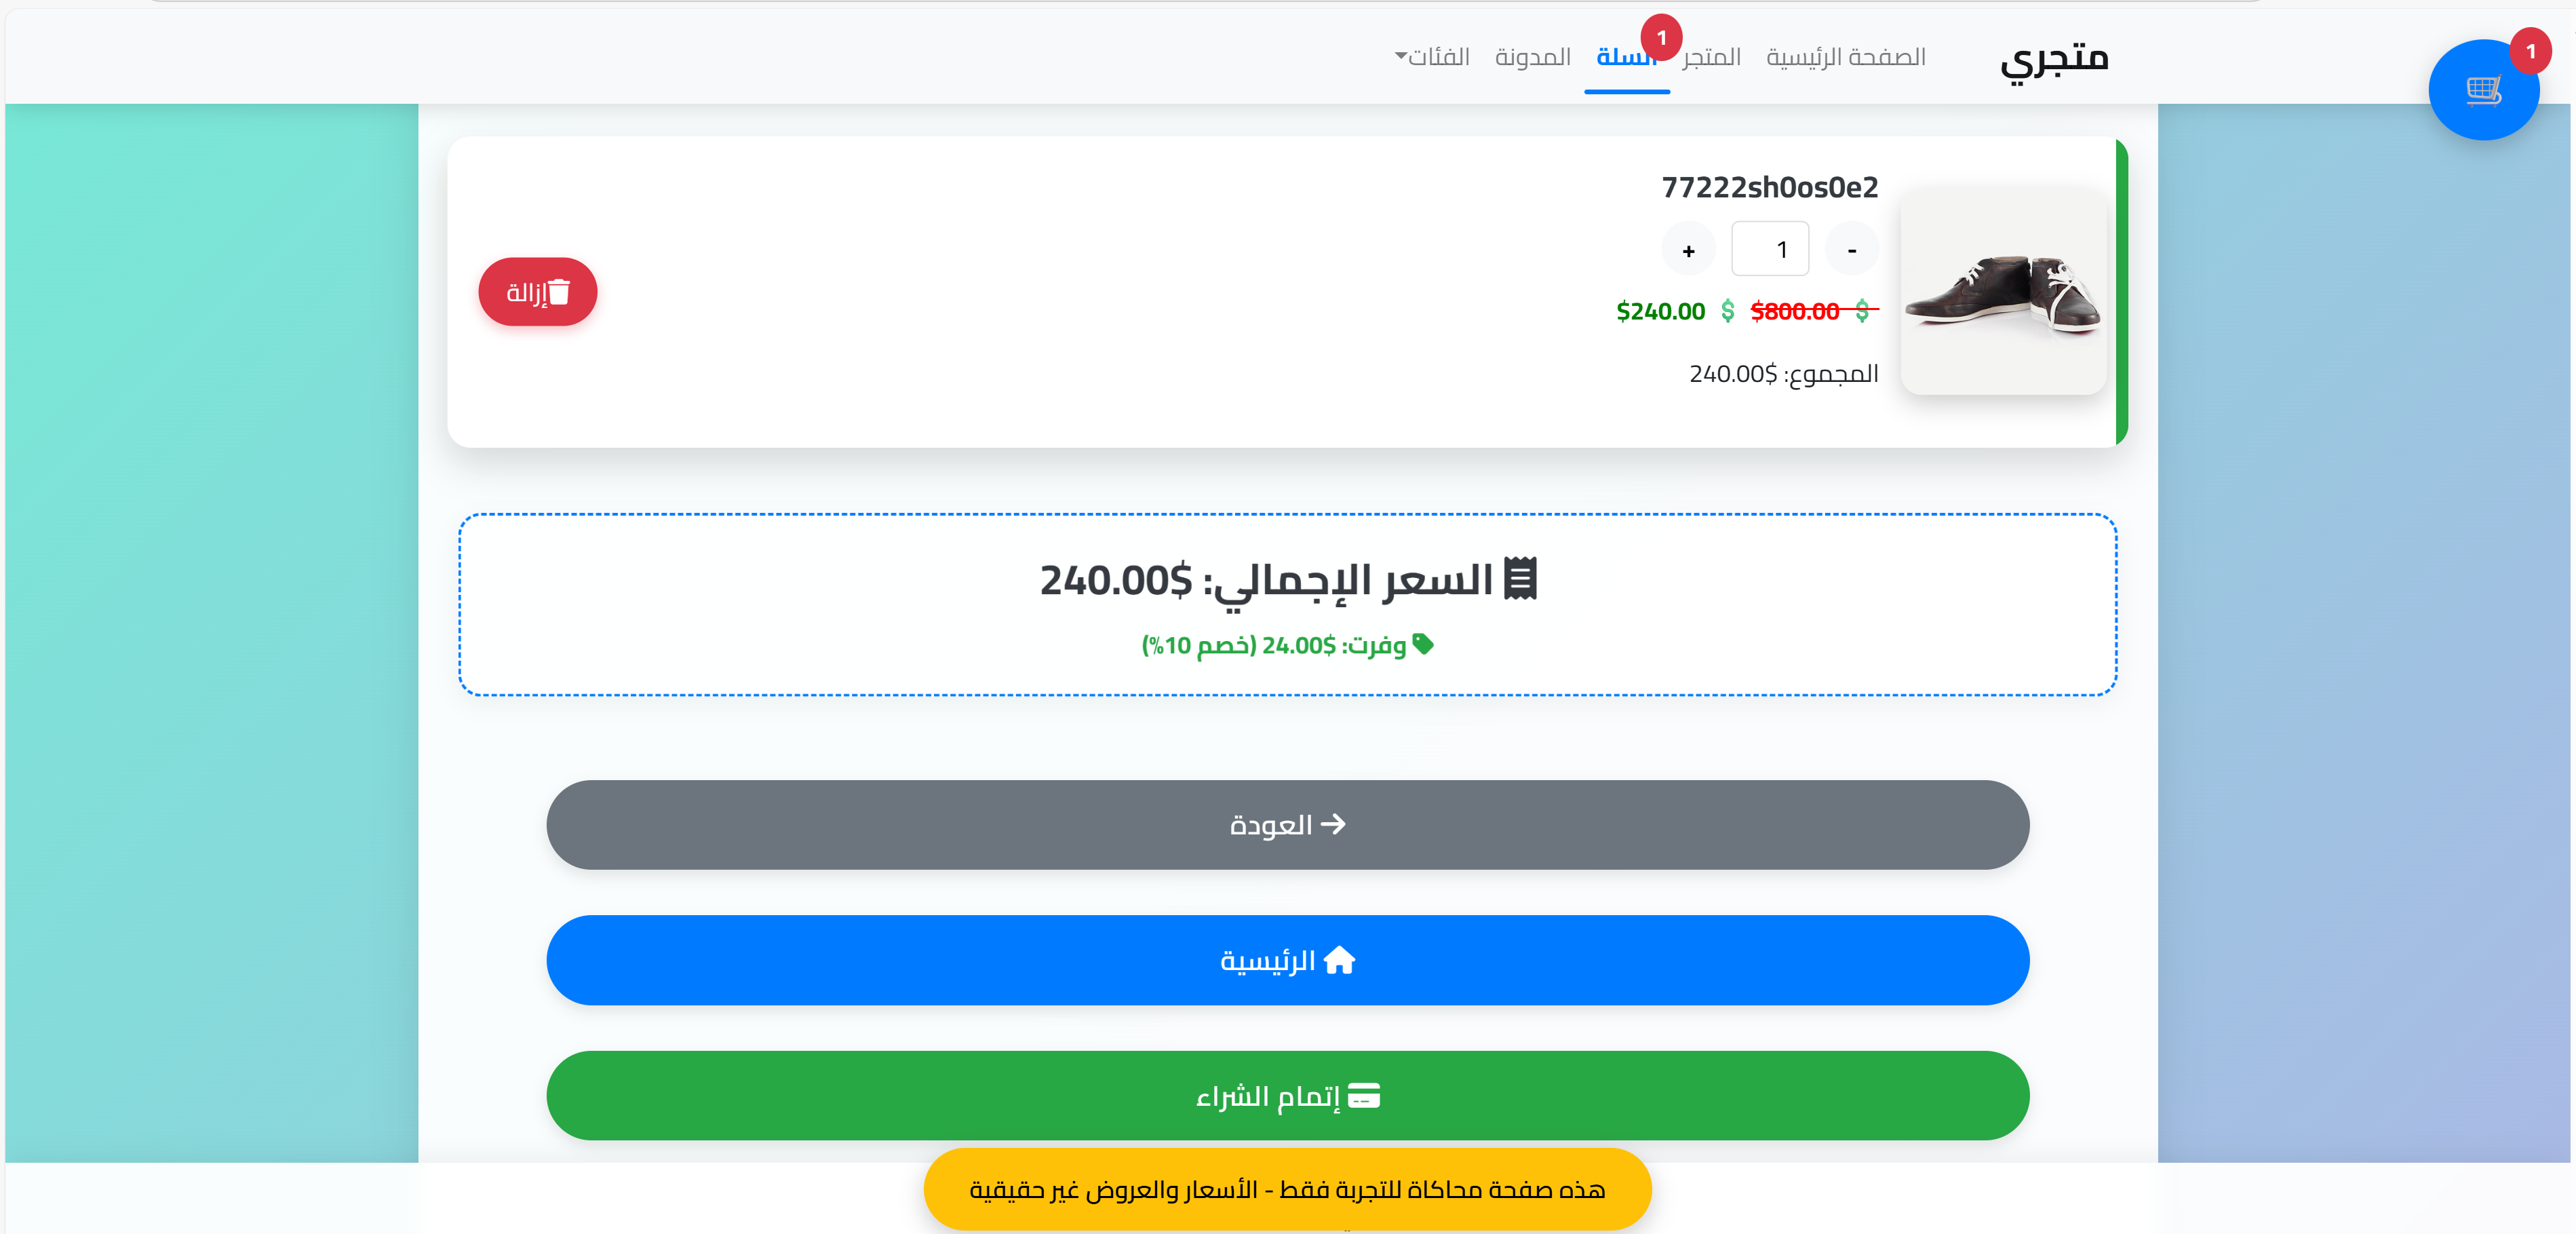 متجري
الصفحة الرئيسية المتجر السلة 1 المدونة الفئات
1
77222sh0os0e2
- 1 +
$ $800.00 $ $240.00
المجموع: $240.00
إزالة
السعر الإجمالي: $240.00
وفرت: $24.00 (خصم 10%)
العودة
الرئيسية
إتمام الشراء
هذه صفحة محاكاة للتجربة فقط - الأسعار والعروض غير حقيقية